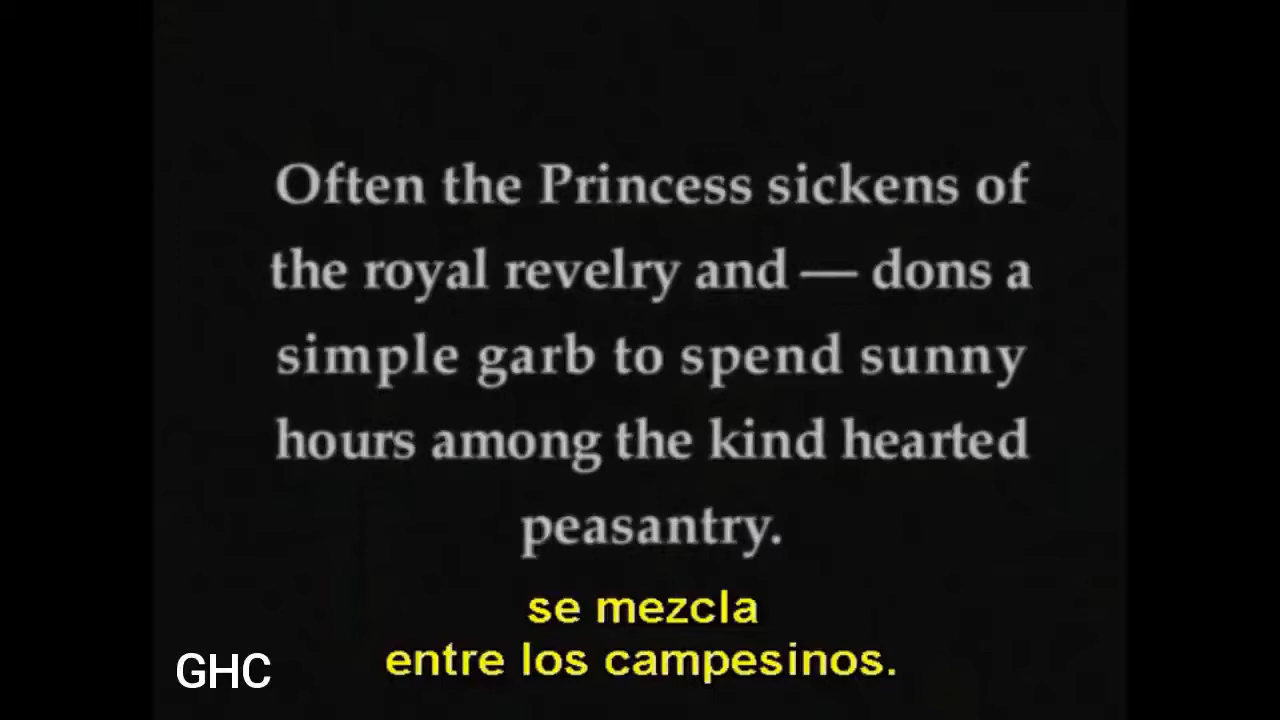 Often the Princess sickens of
the royal revelry and — dons a
simple garb to spend sunny
hours among the kind hearted
peasantry.
se mezcla
entre los campesinos.
GHC